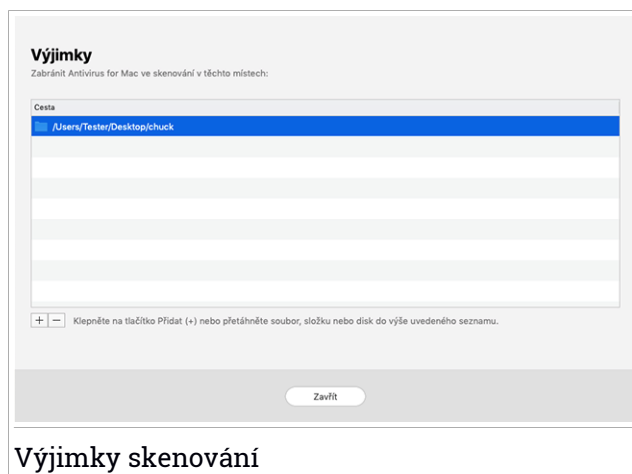 Výjimky
Zabránit Antivirus for Mac ve skenování v těchto místech:
Cesta
/Users/Tester/Desktop/chuck
+ − Klepněte na tlačítko Přidat (+) nebo přetáhněte soubor, složku nebo disk do výše uvedeného seznamu.
Zavřít
Výjimky skenování